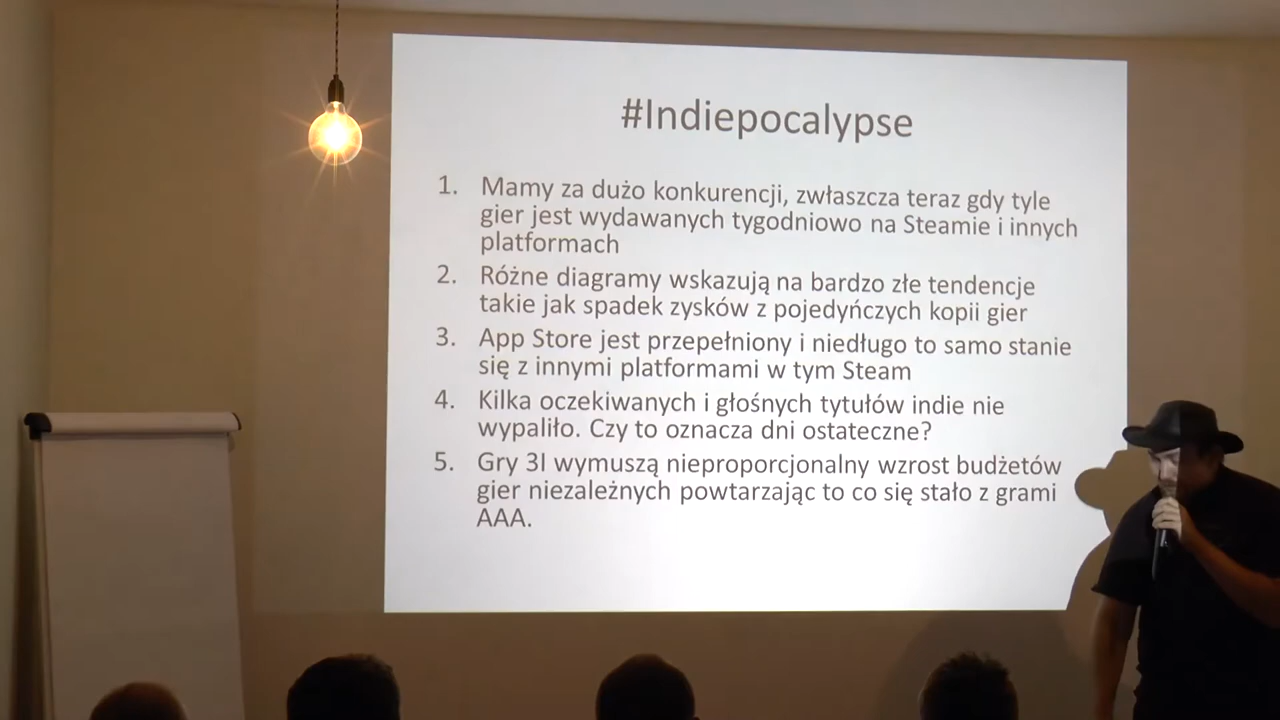 #Indiepocalypse
1. Mamy za dużo konkurencji, zwłaszcza teraz gdy tyle
gier jest wydawanych tygodniowo na Steamie i innych
platformach
2. Różne diagramy wskazują na bardzo złe tendencje
takie jak spadek zysków z pojedyńczych kopii gier
3. App Store jest przepełniony i niedługo to samo stanie
się z innymi platformami w tym Steam
4. Kilka oczekiwanych i głośnych tytułów indie nie
wypaliło. Czy to oznacza dni ostateczne?
5. Gry 3I wymuszą nieproporcjonalny wzrost budżetów
gier niezależnych powtarzając to co się stało z grami
AAA.